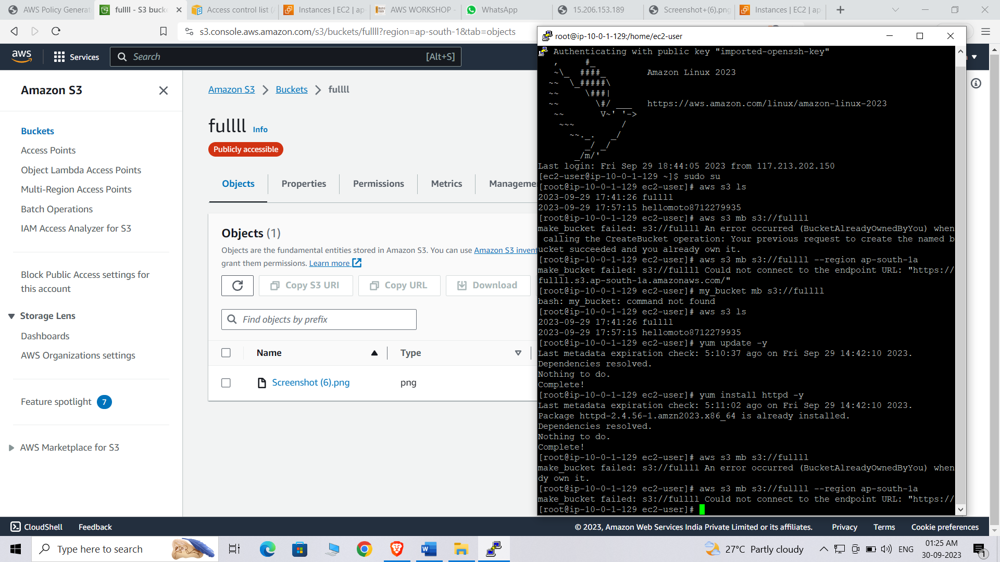 AWS Policy Generat
fullll - S3 bucke
Access control list (A
Instances | EC2 | ap-
AWS WORKSHOP -
WhatsApp
15.206.153.189
Screenshot+(6).png
Instances | EC2 | ap
s3.console.aws.amazon.com/s3/buckets/fullll?region=ap-south-1&tab=objects
aws
Services
Search
[Alt+S]
Amazon S3
Buckets
Access Points
Object Lambda Access Points
Multi-Region Access Points
Batch Operations
IAM Access Analyzer for S3
Block Public Access settings for
this account
Storage Lens
Dashboards
AWS Organizations settings
Feature spotlight 7
AWS Marketplace for S3
Amazon S3 > Buckets > fullll
fullll Info
Publicly accessible
Objects
Properties
Permissions
Metrics
Manageme
Objects (1)
Objects are the fundamental entities stored in Amazon S3. You can use Amazon S3 invent
grant them permissions. Learn more
Copy S3 URI
Copy URL
Download
Find objects by prefix
Name
Type
Screenshot (6).png
png
root@ip-10-0-1-129:/home/ec2-user
Authenticating with public key "imported-openssh-key"
   ,     #_
   ~\_  ####_        Amazon Linux 2023
  ~~  \_#####\
  ~~     \###|
  ~~       \#/ ___   https://aws.amazon.com/linux/amazon-linux-2023
   ~~       V~' '->
    ~~~         /
      ~~._.   _/
         _/ _/
       _/m/'
Last login: Fri Sep 29 18:44:05 2023 from 117.213.202.150
[ec2-user@ip-10-0-1-129 ~]$ sudo su
[root@ip-10-0-1-129 ec2-user]# aws s3 ls
2023-09-29 17:41:26 fullll
2023-09-29 17:57:15 hellomoto8712279935
[root@ip-10-0-1-129 ec2-user]# aws s3 mb s3://fullll
make_bucket failed: s3://fullll An error occurred (BucketAlreadyOwnedByYou) when
 calling the CreateBucket operation: Your previous request to create the named b
ucket succeeded and you already own it.
[root@ip-10-0-1-129 ec2-user]# aws s3 mb s3://fullll --region ap-south-1a
make_bucket failed: s3://fullll Could not connect to the endpoint URL: "https://
fullll.s3.ap-south-1a.amazonaws.com/"
[root@ip-10-0-1-129 ec2-user]# my_bucket mb s3://fullll
bash: my_bucket: command not found
[root@ip-10-0-1-129 ec2-user]# aws s3 ls
2023-09-29 17:41:26 fullll
2023-09-29 17:57:15 hellomoto8712279935
[root@ip-10-0-1-129 ec2-user]# yum update -y
Last metadata expiration check: 5:10:37 ago on Fri Sep 29 14:42:10 2023.
Dependencies resolved.
Nothing to do.
Complete!
[root@ip-10-0-1-129 ec2-user]# yum install httpd -y
Last metadata expiration check: 5:11:02 ago on Fri Sep 29 14:42:10 2023.
Package httpd-2.4.56-1.amzn2023.x86_64 is already installed.
Dependencies resolved.
Nothing to do.
Complete!
[root@ip-10-0-1-129 ec2-user]# aws s3 mb s3://fullll
make_bucket failed: s3://fullll An error occurred (BucketAlreadyOwnedByYou) when
dy own it.
[root@ip-10-0-1-129 ec2-user]# aws s3 mb s3://fullll --region ap-south-1a
make_bucket failed: s3://fullll Could not connect to the endpoint URL: "https://
[root@ip-10-0-1-129 ec2-user]#
CloudShell
Feedback
© 2023, Amazon Web Services India Private Limited or its affiliates.
Privacy
Terms
Cookie preferences
Type here to search
27°C Partly cloudy
ENG
01:25 AM
30-09-2023
1